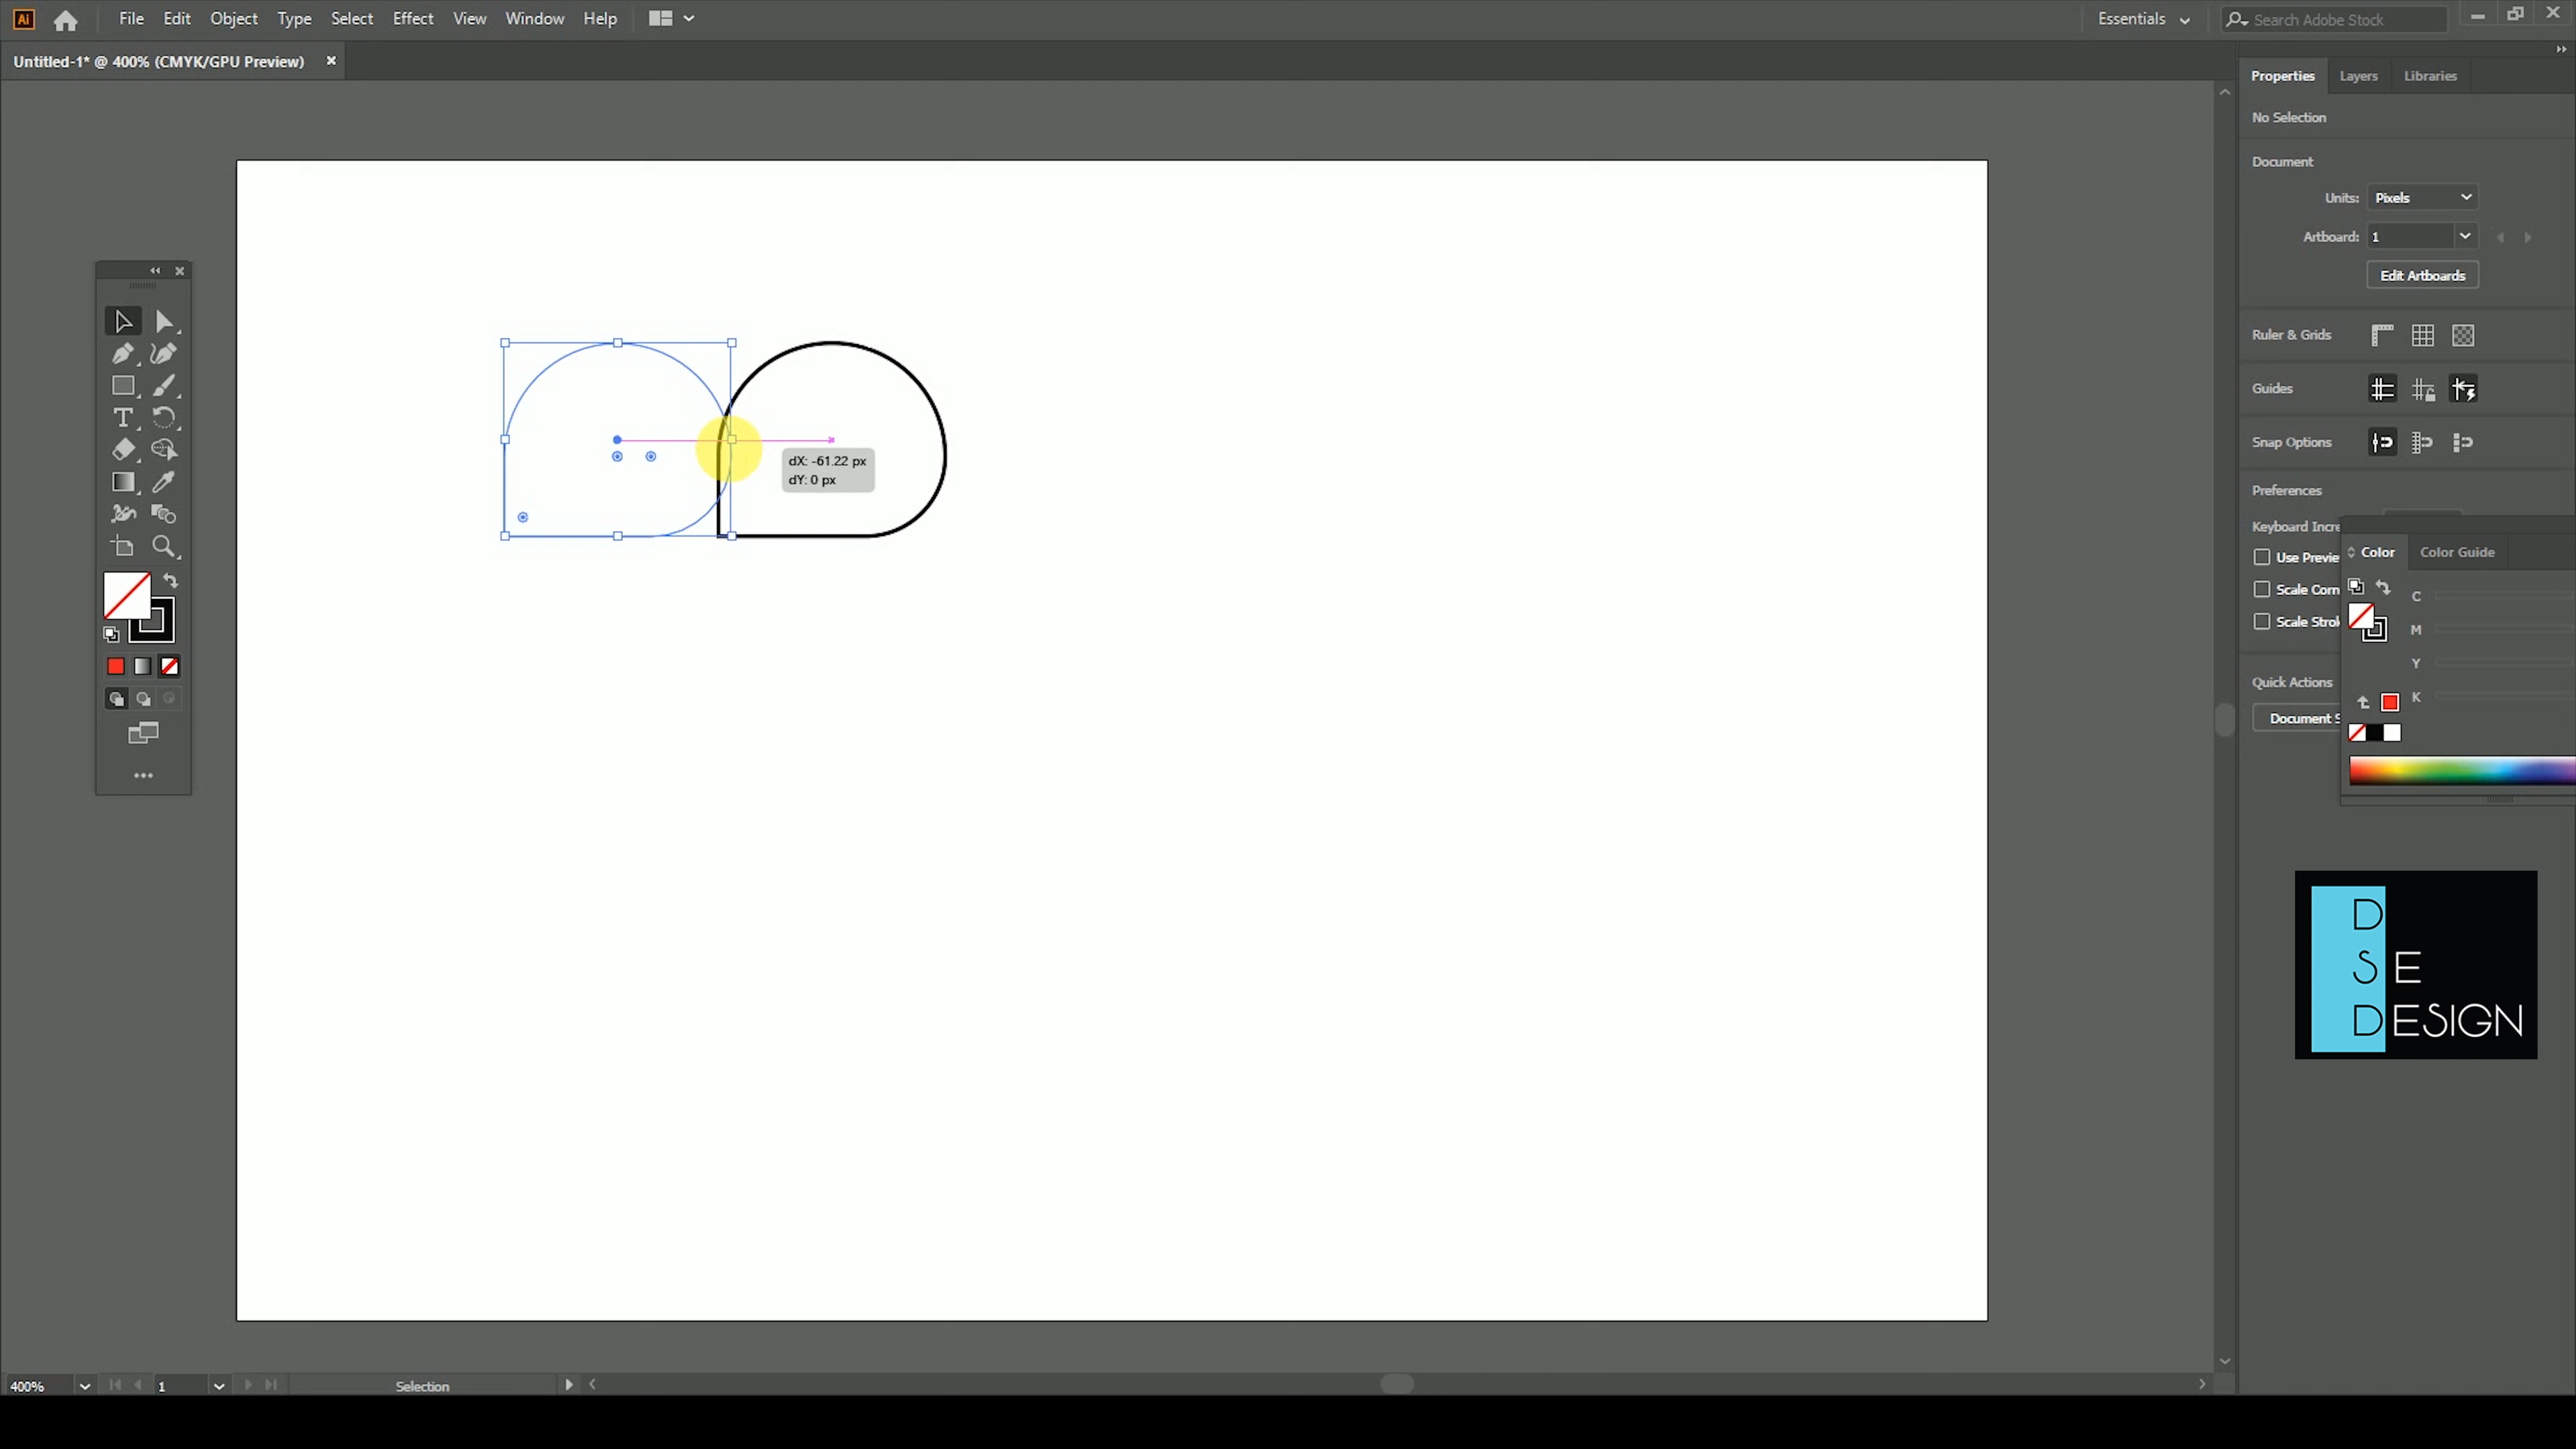 Ai File Edit Object Type Select Effect View Window Help Essentials Search Adobe Stock
Untitled-1* @ 400% (CMYK/GPU Preview)
Properties Layers Libraries
No Selection
Document
Units: Pixels
Artboard: 1
Edit Artboards
Ruler & Grids
Guides
Snap Options
Preferences
Keyboard Incre
Use Previe
Scale Corn
Scale Strok
Quick Actions
Document S
Color Color Guide
C
M
Y
K
dX: -61.22 px
dY: 0 px
D
S E
DESIGN
400% 1 Selection